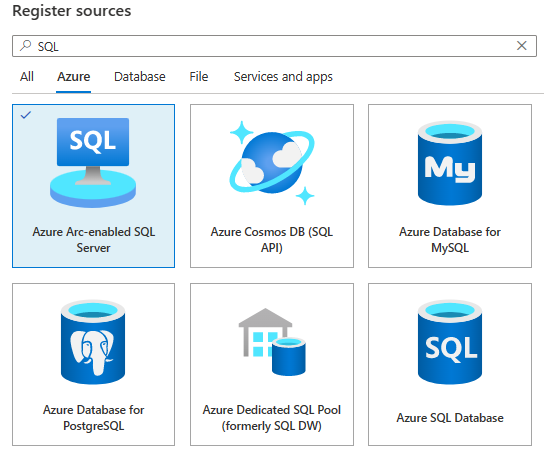 Register sources
SQL
All Azure Database File Services and apps
SQL
Azure Arc-enabled SQL
Server
Azure Cosmos DB (SQL
API)
My
Azure Database for
MySQL
Azure Database for
PostgreSQL
Azure Dedicated SQL Pool
(formerly SQL DW)
SQL
Azure SQL Database